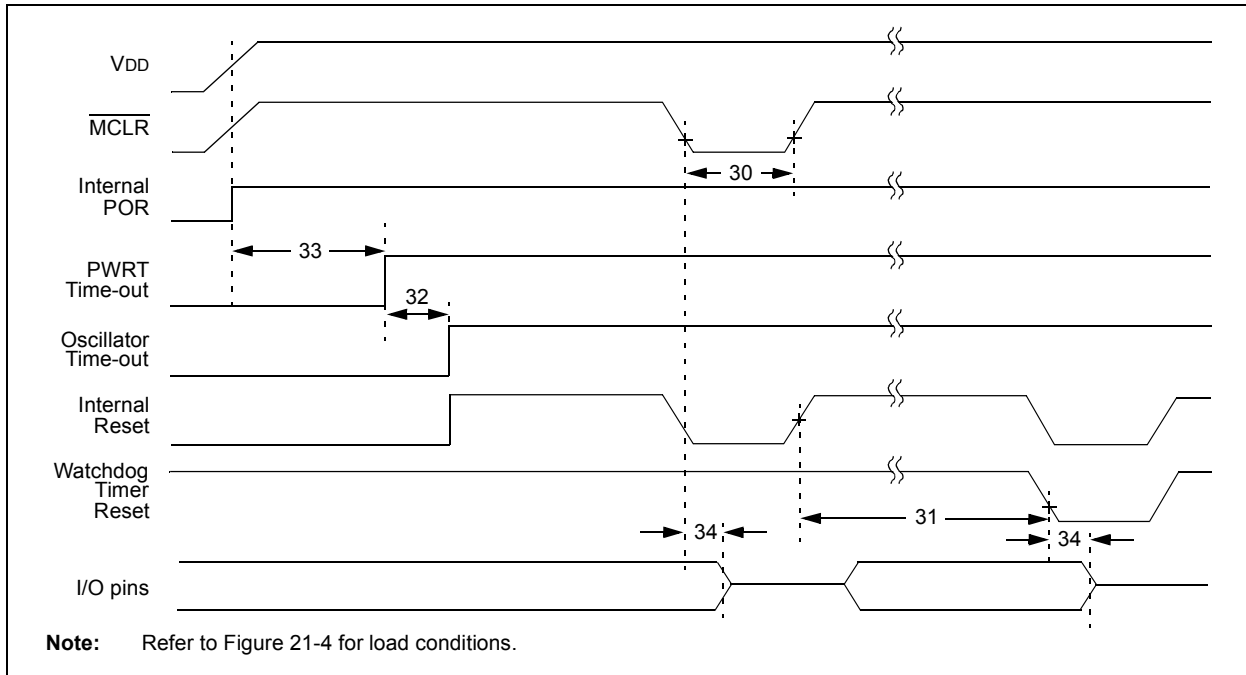 VDD
MCLR
30
Internal
POR
33
PWRT
Time-out
32
Oscillator
Time-out
Internal
Reset
Watchdog
Timer
Reset
31
34
34
I/O pins
Note: Refer to Figure 21-4 for load conditions.